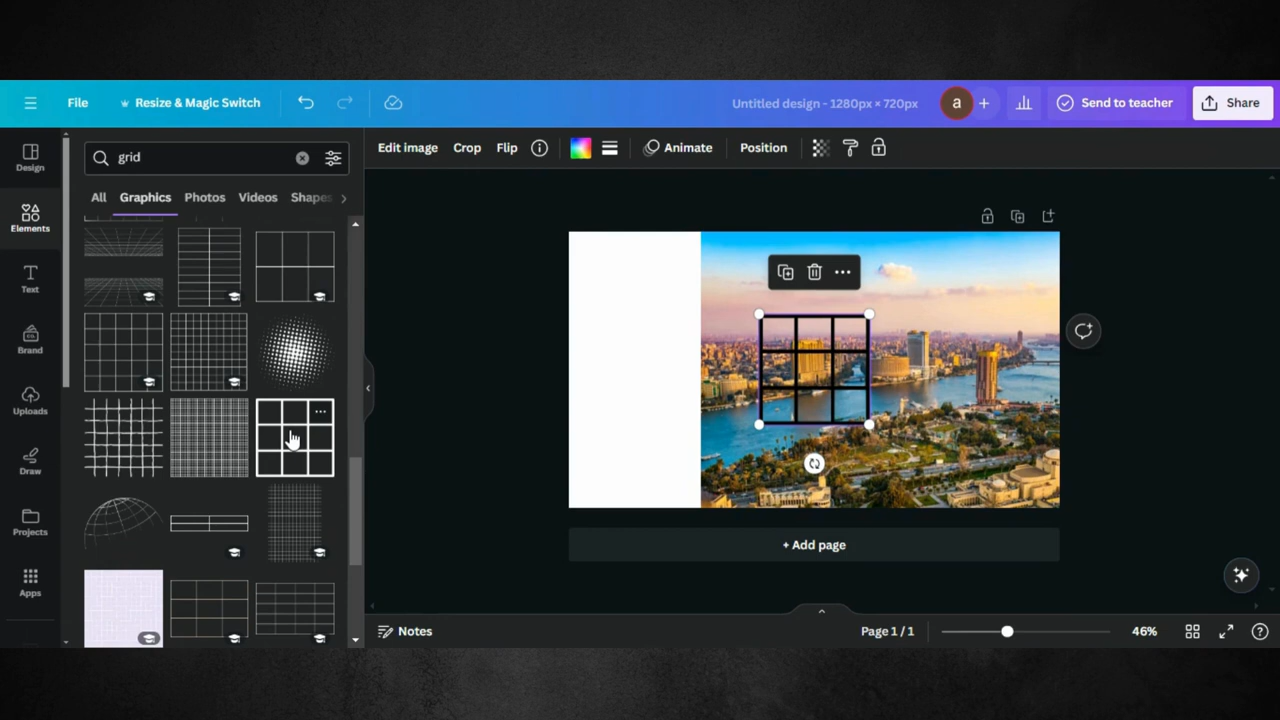 File
Resize & Magic Switch
Untitled design - 1280px × 720px
a
+
Send to teacher
Share
Design
Elements
Text
Brand
Uploads
Draw
Projects
Apps
grid
All
Graphics
Photos
Videos
Shapes
Edit image
Crop
Flip
Animate
Position
+ Add page
Notes
Page 1 / 1
46%